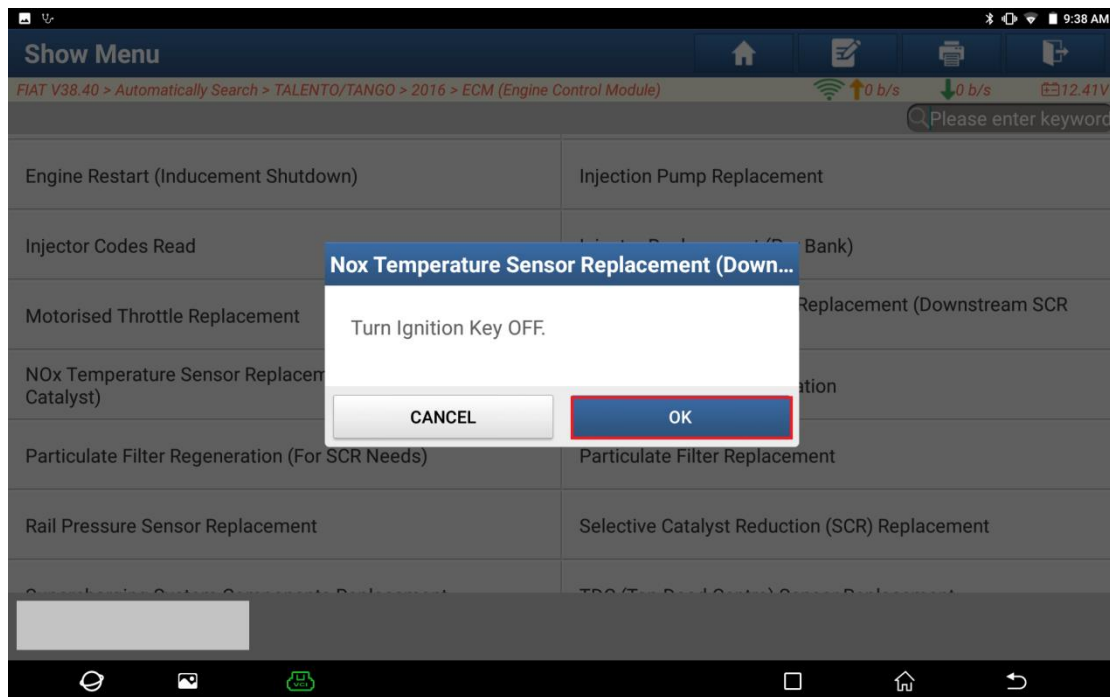 9:38 AM
Show Menu
FIAT V38.40 > Automatically Search > TALENTO/TANGO > 2016 > ECM (Engine Control Module)
0 b/s
0 b/s
12.41V
Please enter keyword
Engine Restart (Inducement Shutdown)
Injection Pump Replacement
Injector Codes Read
Bank)
Nox Temperature Sensor Replacement (Down...
Turn Ignition Key OFF.
CANCEL
OK
Motorised Throttle Replacement
Replacement (Downstream SCR
NOx Temperature Sensor
Catalyst)
Particulate Filter Regeneration (For SCR Needs)
Particulate Filter Replacement
Rail Pressure Sensor Replacement
Selective Catalyst Reduction (SCR) Replacement
VCI